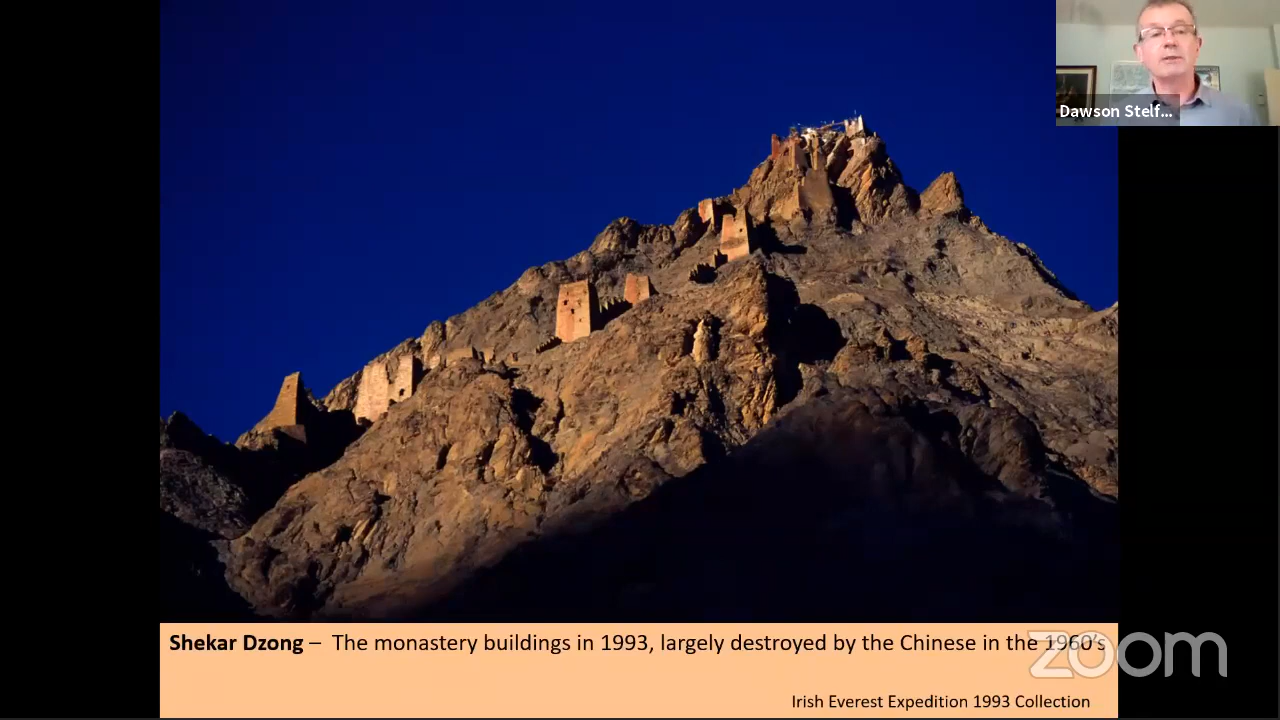 Dawson Stelf...
Shekar Dzong – The monastery buildings in 1993, largely destroyed by the Chinese in the 1960's
zoom
Irish Everest Expedition 1993 Collection